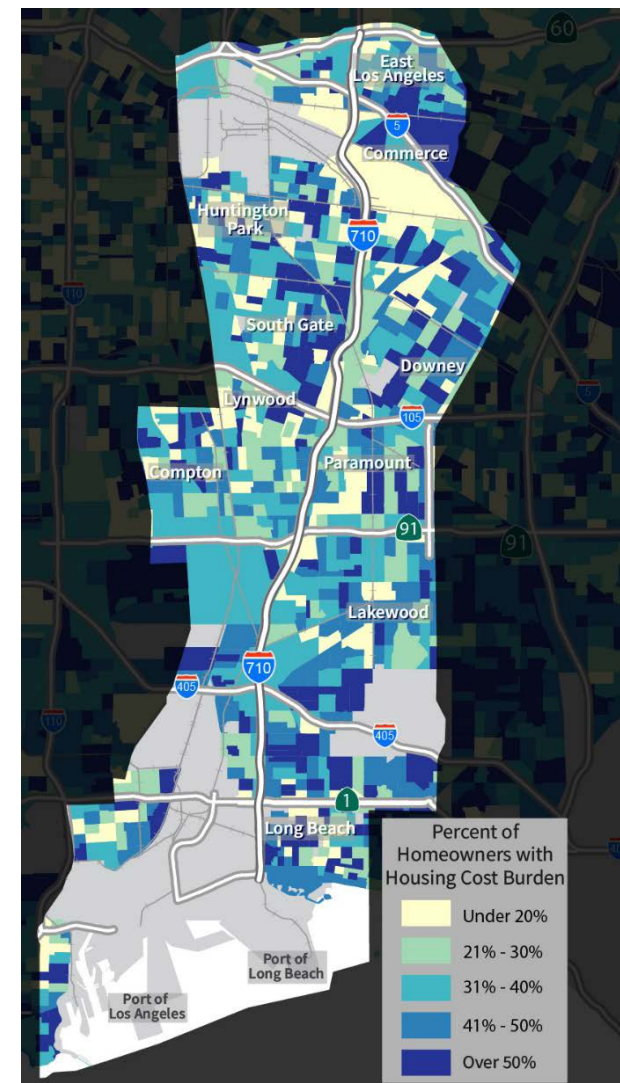 60
East
Los Angeles
5
Commerce
Huntington
Park
710
110
South Gate
Downey
5
Lynwood
105
Compton
Paramount
91
91
Lakewood
710
405
110
405
1
Long Beach
Port of
Long Beach
Port of
Los Angeles
Percent of
Homeowners with
Housing Cost Burden
Under 20%
21% - 30%
31% - 40%
41% - 50%
Over 50%